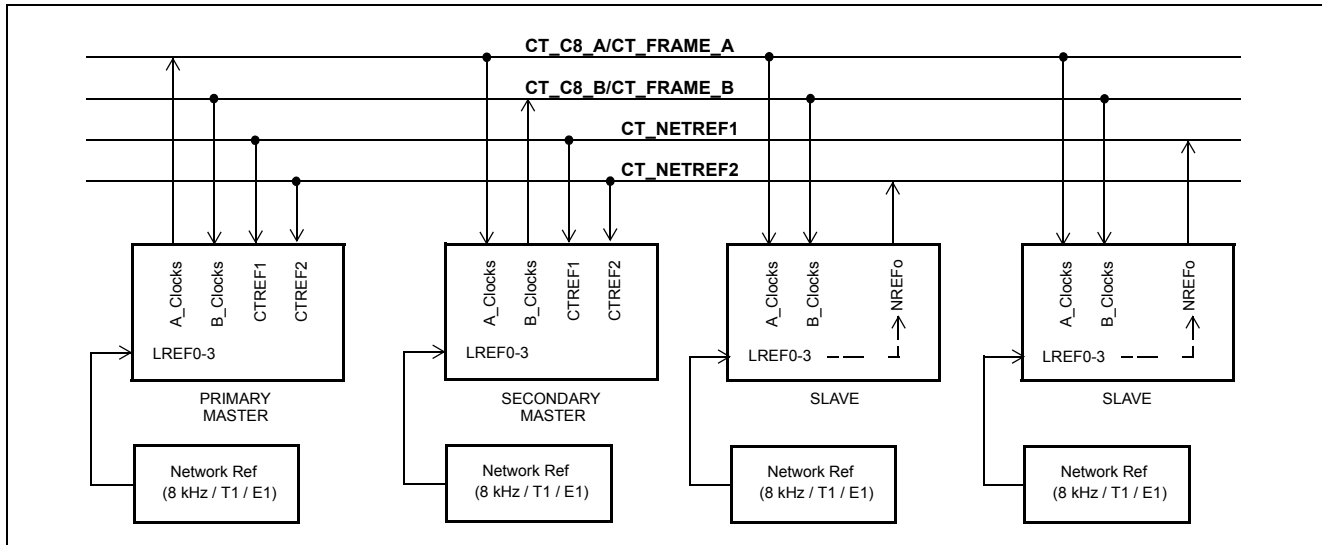 CT_C8_A/CT_FRAME_A
CT_C8_B/CT_FRAME_B
CT_NETREF1
CT_NETREF2
A_Clocks
B_Clocks
CTREF1
CTREF2
LREF0-3
PRIMARY
MASTER
Network Ref
(8 kHz / T1 / E1)
A_Clocks
B_Clocks
CTREF1
CTREF2
LREF0-3
SECONDARY
MASTER
Network Ref
(8 kHz / T1 / E1)
A_Clocks
B_Clocks
NREFo
LREF0-3
SLAVE
Network Ref
(8 kHz / T1 / E1)
A_Clocks
B_Clocks
NREFo
LREF0-3
SLAVE
Network Ref
(8 kHz / T1 / E1)